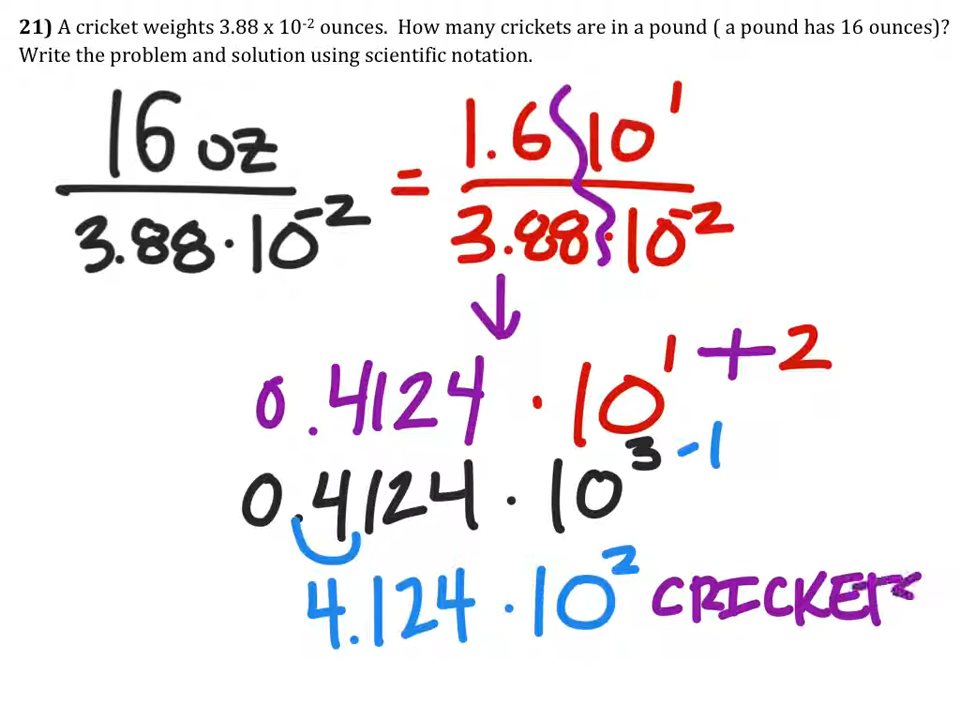 21) A cricket weights 3.88 x 10⁻² ounces. How many crickets are in a pound ( a pound has 16 ounces)?
Write the problem and solution using scientific notation.
16 oz / 3.88 · 10⁻² = 1.6 10¹ / 3.88 · 10⁻²
↓
0.4124 · 10¹⁺²
0.4124 · 10³⁻¹
4.124 · 10² CRICKETS